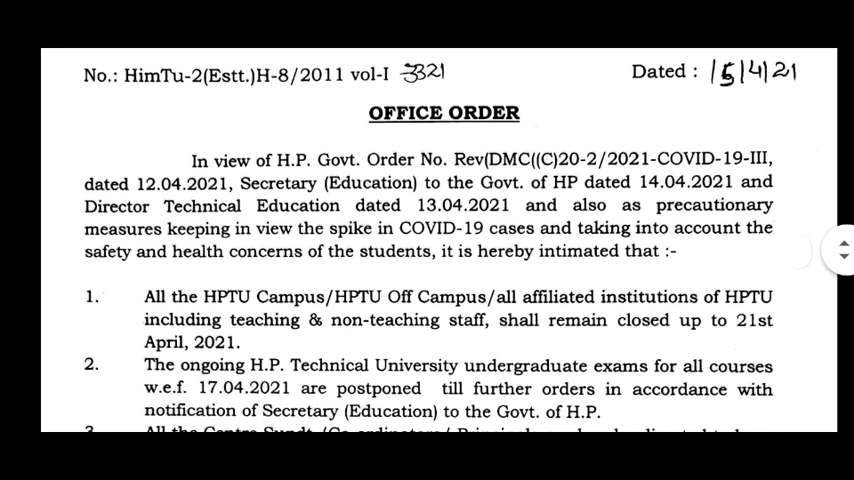 No.: HimTu-2(Estt.)H-8/2011 vol-I 3321 Dated : 15/4/21
OFFICE ORDER
In view of H.P. Govt. Order No. Rev(DMC((C)20-2/2021-COVID-19-III,
dated 12.04.2021, Secretary (Education) to the Govt. of HP dated 14.04.2021 and
Director Technical Education dated 13.04.2021 and also as precautionary
measures keeping in view the spike in COVID-19 cases and taking into account the
safety and health concerns of the students, it is hereby intimated that :-
1. All the HPTU Campus/HPTU Off Campus/all affiliated institutions of HPTU
including teaching & non-teaching staff, shall remain closed up to 21st
April, 2021.
2. The ongoing H.P. Technical University undergraduate exams for all courses
w.e.f. 17.04.2021 are postponed till further orders in accordance with
notification of Secretary (Education) to the Govt. of H.P.